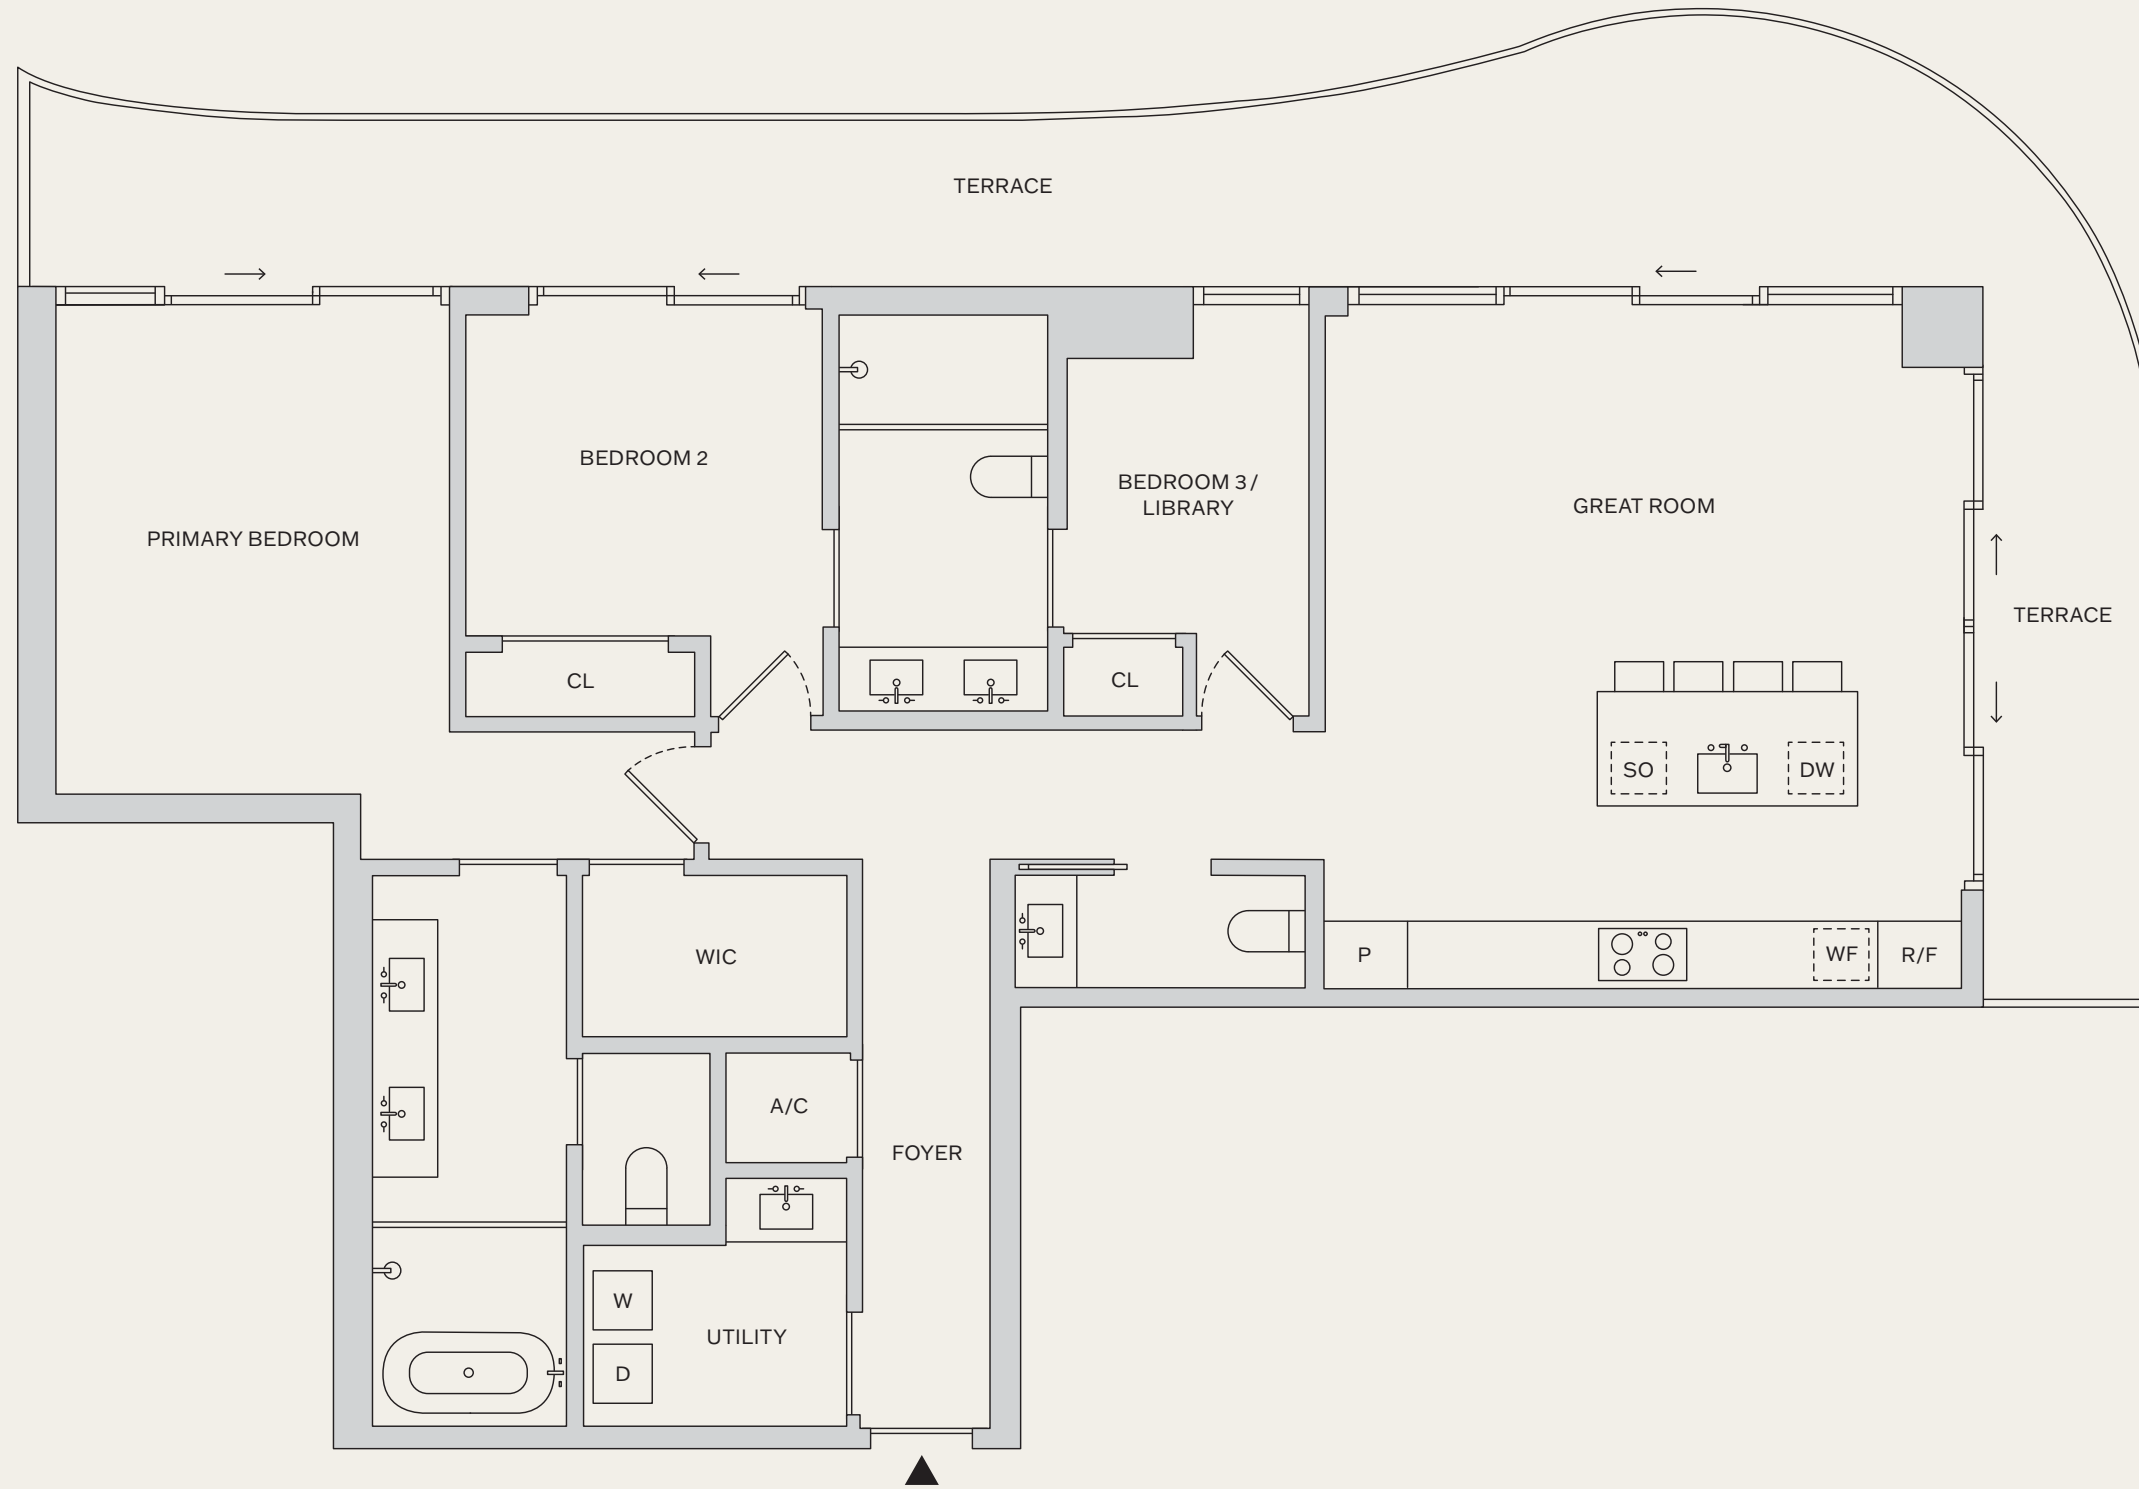 TERRACE
BEDROOM 2
BEDROOM 3 /
LIBRARY
GREAT ROOM
PRIMARY BEDROOM
TERRACE
CL
CL
SO
DW
WIC
P
WF
R/F
A/C
FOYER
W
UTILITY
D